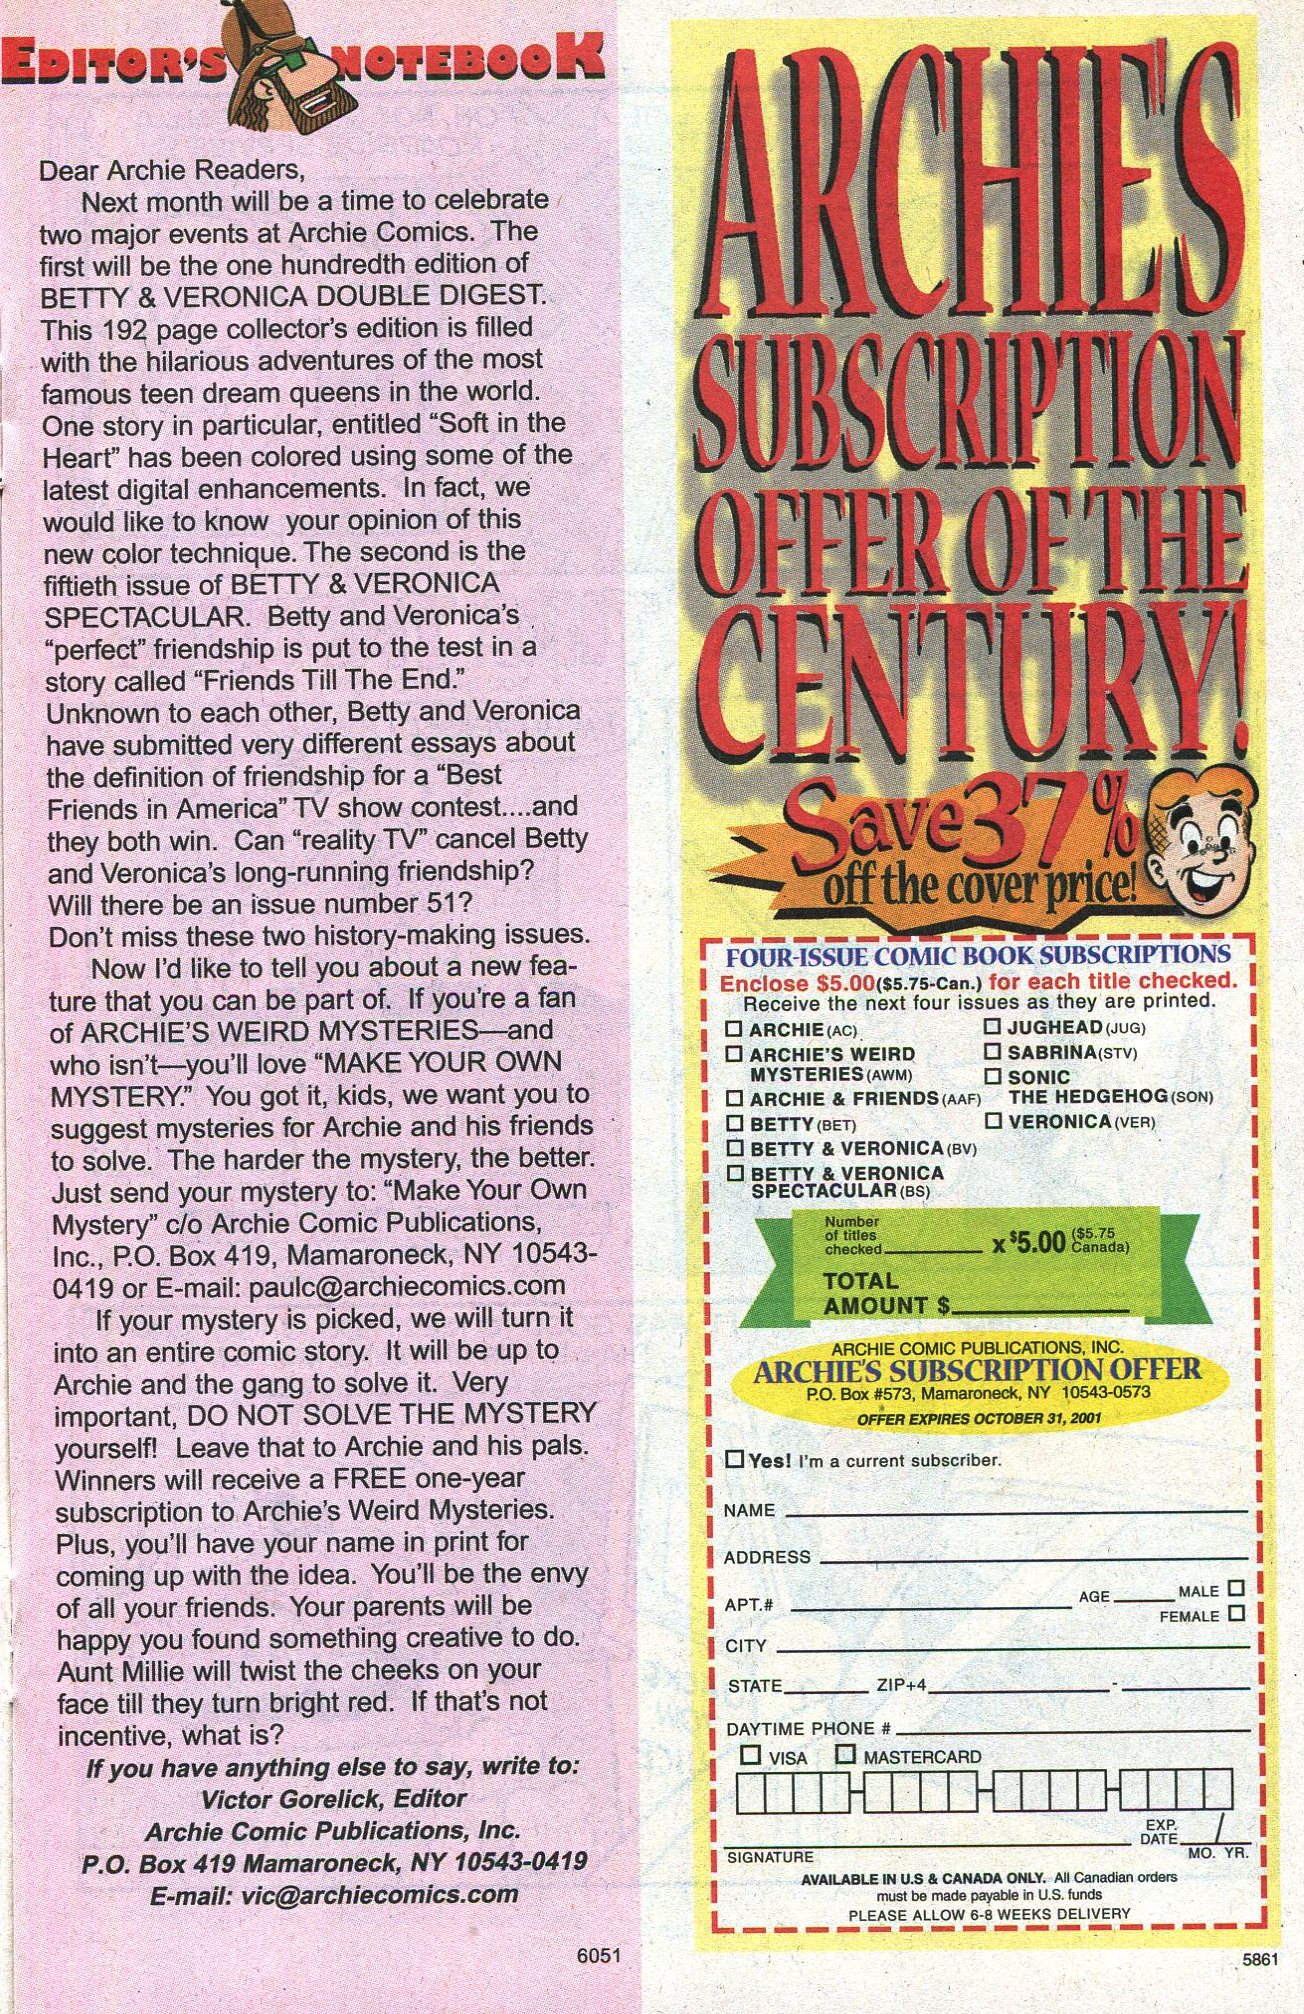 EDITOR'S NOTEBOOK
Dear Archie Readers,
Next month will be a time to celebrate
two major events at Archie Comics. The
first will be the one hundredth edition of
BETTY & VERONICA DOUBLE DIGEST.
This 192 page collector's edition is filled
with the hilarious adventures of the most
famous teen dream queens in the world.
One story in particular, entitled “Soft in the
Heart” has been colored using some of the
latest digital enhancements. In fact, we
would like to know your opinion of this
new color technique. The second is the
fiftieth issue of BETTY & VERONICA
SPECTACULAR. Betty and Veronica's
“perfect” friendship is put to the test in a
story called “Friends Till The End.”
Unknown to each other, Betty and Veronica
have submitted very different essays about
the definition of friendship for a “Best
Friends in America” TV show contest....and
they both win. Can “reality TV” cancel Betty
and Veronica's long-running friendship?
Will there be an issue number 51?
Don't miss these two history-making issues.
Now I'd like to tell you about a new fea-
ture that you can be part of. If you're a fan
of ARCHIE'S WEIRD MYSTERIES—and
who isn't—you'll love “MAKE YOUR OWN
MYSTERY.” You got it, kids, we want you to
suggest mysteries for Archie and his friends
to solve. The harder the mystery, the better.
Just send your mystery to: “Make Your Own
Mystery” c/o Archie Comic Publications,
Inc., P.O. Box 419, Mamaroneck, NY 10543-
0419 or E-mail: paulc@archiecomics.com
If your mystery is picked, we will turn it
into an entire comic story. It will be up to
Archie and the gang to solve it. Very
important, DO NOT SOLVE THE MYSTERY
yourself! Leave that to Archie and his pals.
Winners will receive a FREE one-year
subscription to Archie's Weird Mysteries.
Plus, you'll have your name in print for
coming up with the idea. You'll be the envy
of all your friends. Your parents will be
happy you found something creative to do.
Aunt Millie will twist the cheeks on your
face till they turn bright red. If that's not
incentive, what is?
If you have anything else to say, write to:
Victor Gorelick, Editor
Archie Comic Publications, Inc.
P.O. Box 419 Mamaroneck, NY 10543-0419
E-mail: vic@archiecomics.com
6051
ARCHIE'S
SUBSCRIPTION
OFFER OF THE
CENTURY!
Save 37%
off the cover price!
FOUR-ISSUE COMIC BOOK SUBSCRIPTIONS
Enclose $5.00($5.75-Can.) for each title checked.
Receive the next four issues as they are printed.
ARCHIE (AC)
ARCHIE'S WEIRD
MYSTERIES (AWM)
ARCHIE & FRIENDS (AAF)
BETTY (BET)
BETTY & VERONICA (BV)
BETTY & VERONICA
SPECTACULAR (BS)
JUGHEAD (JUG)
SABRINA (STV)
SONIC
THE HEDGEHOG (SON)
VERONICA (VER)
Number
of titles
checked x $5.00 ($5.75
Canada)
TOTAL
AMOUNT $
ARCHIE COMIC PUBLICATIONS, INC.
ARCHIE'S SUBSCRIPTION OFFER
P.O. Box #573, Mamaroneck, NY 10543-0573
OFFER EXPIRES OCTOBER 31, 2001
Yes! I'm a current subscriber.
NAME
ADDRESS
APT.# AGE MALE
FEMALE
CITY
STATE ZIP+4 -
DAYTIME PHONE #
VISA MASTERCARD
EXP.
DATE /
SIGNATURE MO. YR.
AVAILABLE IN U.S & CANADA ONLY. All Canadian orders
must be made payable in U.S. funds
PLEASE ALLOW 6-8 WEEKS DELIVERY
5861